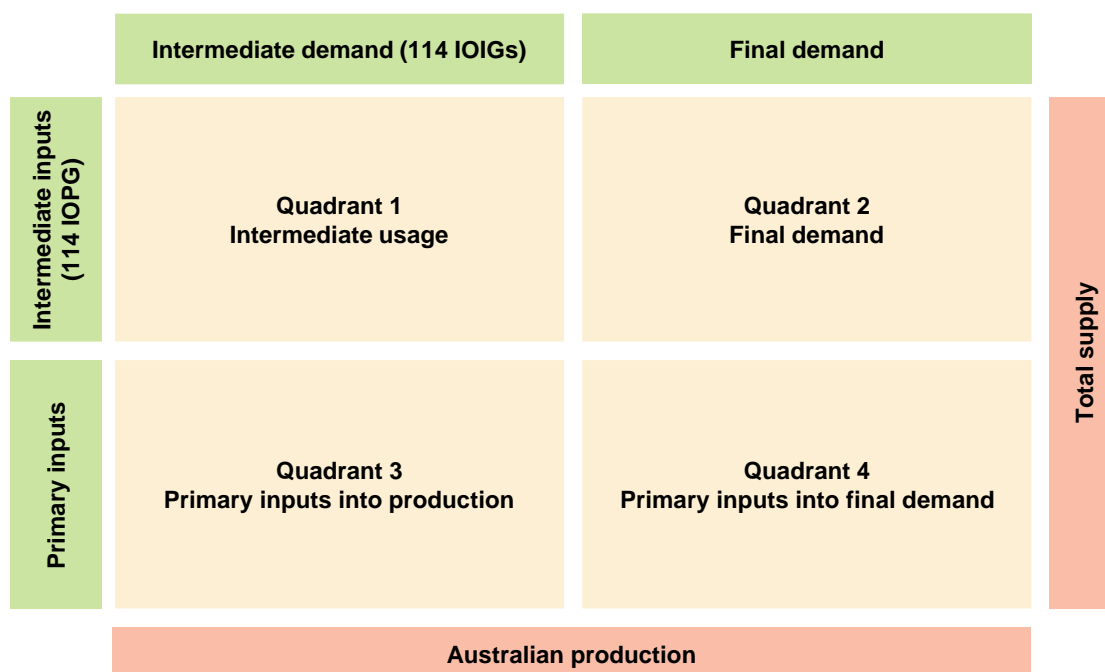 Intermediate demand (114 IOIGs)
Final demand
Intermediate inputs
(114 IOPG)
Quadrant 1
Intermediate usage
Quadrant 2
Final demand
Total supply
Primary inputs
Quadrant 3
Primary inputs into production
Quadrant 4
Primary inputs into final demand
Australian production